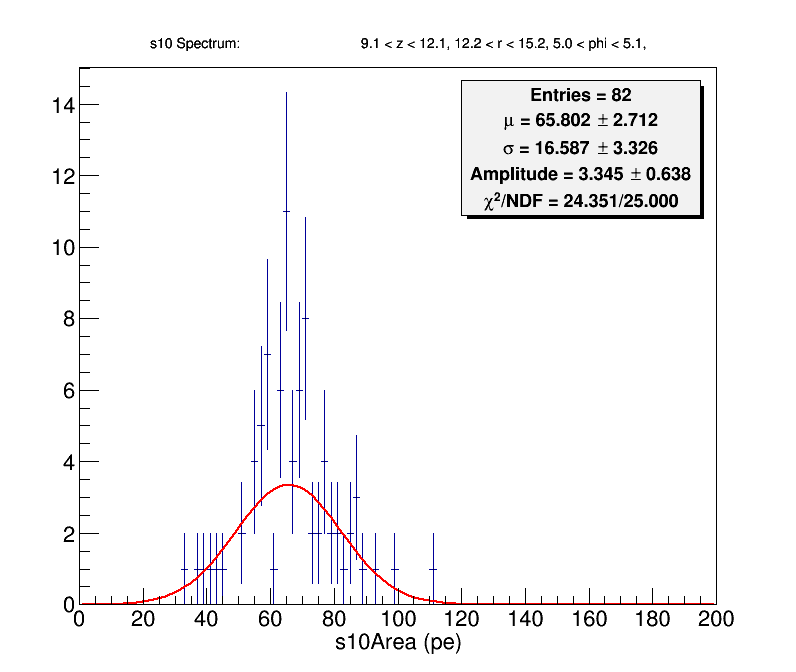 s10 Spectrum: 9.1 < z < 12.1, 12.2 < r < 15.2, 5.0 < phi < 5.1,
Entries = 82
μ = 65.802 ± 2.712
σ = 16.587 ± 3.326
Amplitude = 3.345 ± 0.638
χ²/NDF = 24.351/25.000
14
12
10
8
6
4
2
0
0 20 40 60 80 100 120 140 160 180 200
s10Area (pe)